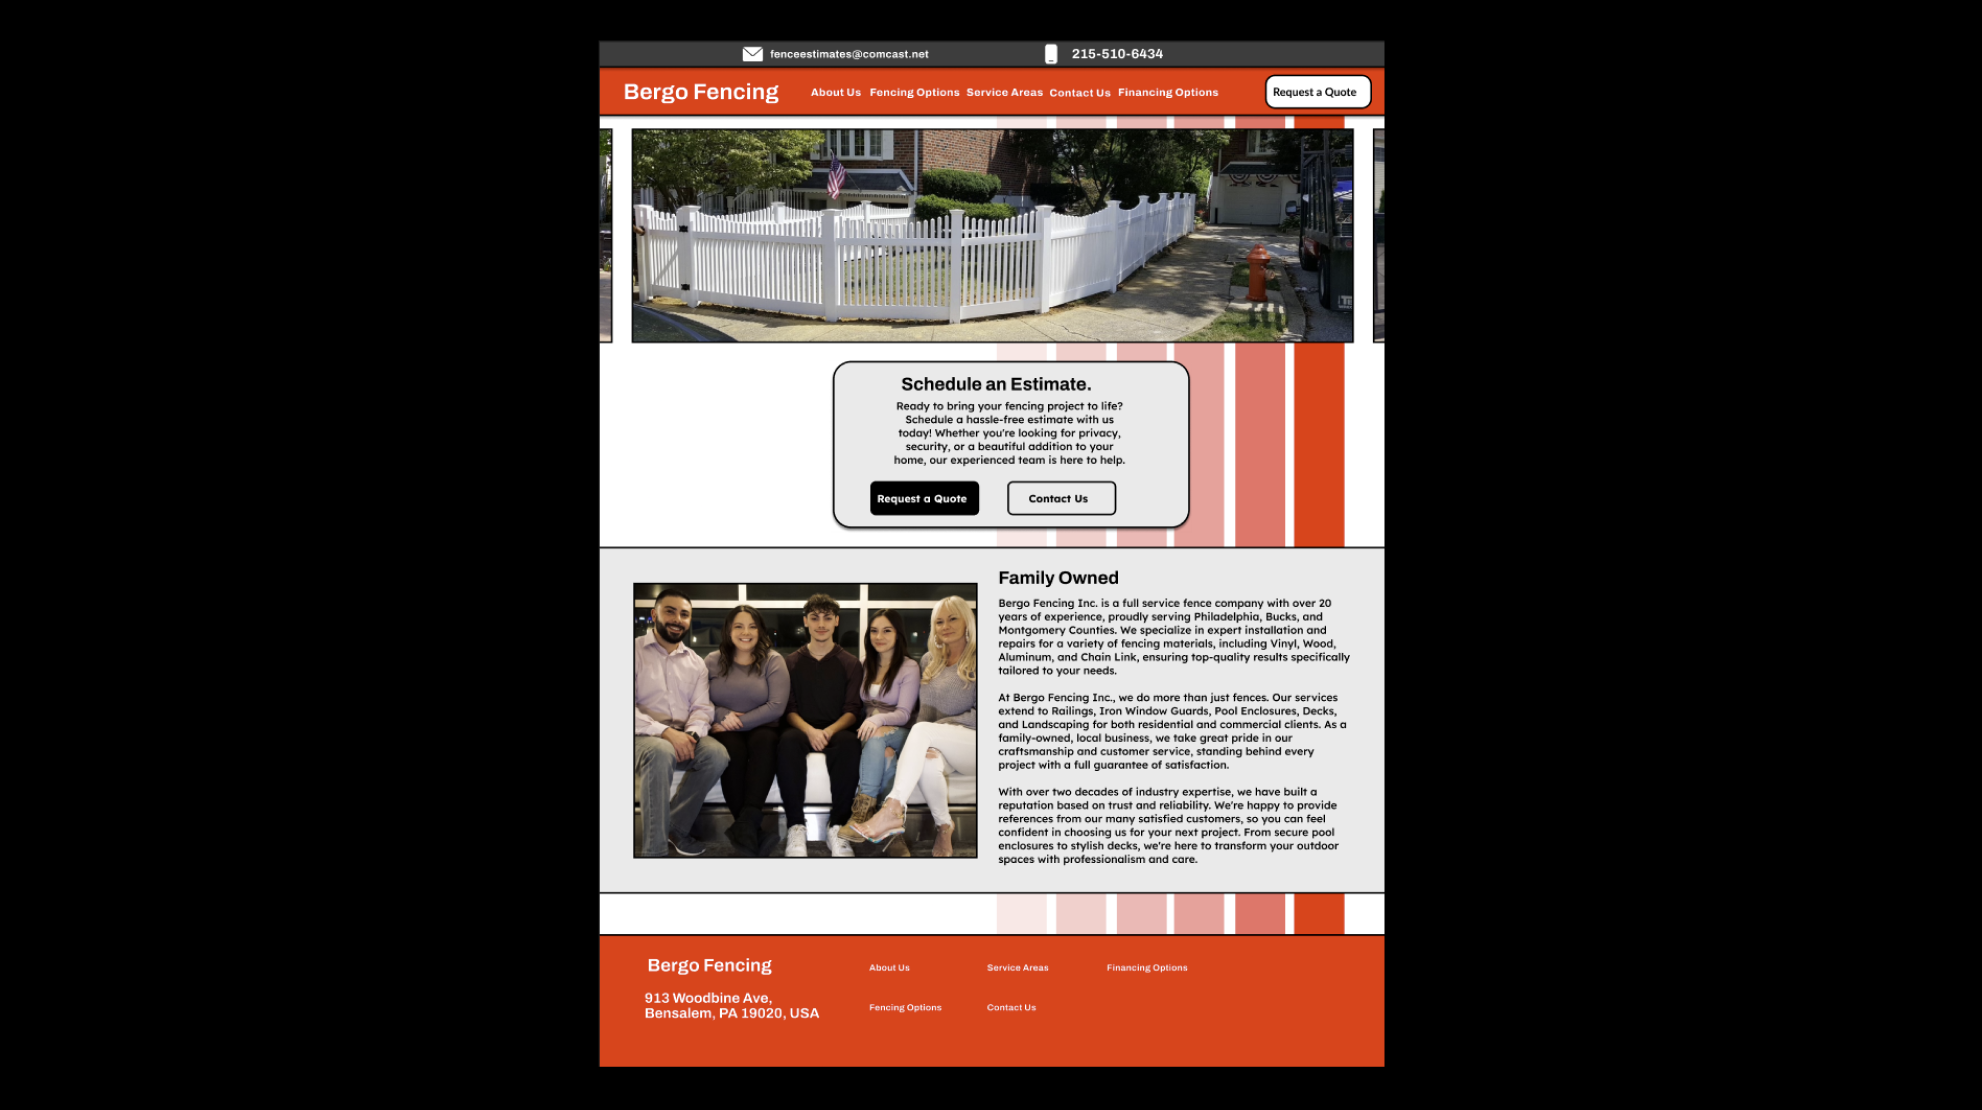 fenceestimates@comcast.net
215-510-6434
Bergo Fencing
About Us
Fencing Options
Service Areas
Contact Us
Financing Options
Request a Quote
Schedule an Estimate.
Ready to bring your fencing project to life?
Schedule a hassle-free estimate with us
today! Whether you're looking for privacy,
security, or a beautiful addition to your
home, our experienced team is here to help.
Request a Quote
Contact Us
Family Owned
Bergo Fencing Inc. is a full service fence company with over 20
years of experience, proudly serving Philadelphia, Bucks, and
Montgomery Counties. We specialize in expert installation and
repairs for a variety of fencing materials, including Vinyl, Wood,
Aluminum, and Chain Link, ensuring top-quality results specifically
tailored to your needs.
At Bergo Fencing Inc., we do more than just fences. Our services
extend to Railings, Iron Window Guards, Pool Enclosures, Decks,
and Landscaping for both residential and commercial clients. As a
family-owned, local business, we take great pride in our
craftsmanship and customer service, standing behind every
project with a full guarantee of satisfaction.
With over two decades of industry expertise, we have built a
reputation based on trust and reliability. We're happy to provide
references from our many satisfied customers, so you can feel
confident in choosing us for your next project. From secure pool
enclosures to stylish decks, we're here to transform your outdoor
spaces with professionalism and care.
Bergo Fencing
913 Woodbine Ave,
Bensalem, PA 19020, USA
About Us
Service Areas
Financing Options
Fencing Options
Contact Us